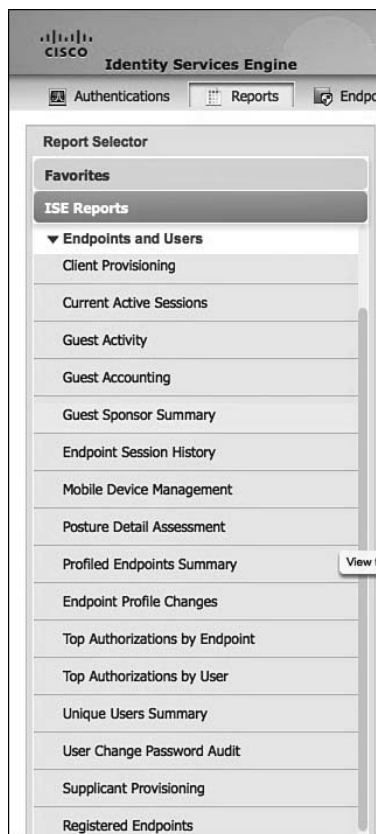 CISCO
Identity Services Engine
Authentications Reports
Report Selector
Favorites
ISE Reports
Endpoints and Users
Client Provisioning
Current Active Sessions
Guest Activity
Guest Accounting
Guest Sponsor Summary
Endpoint Session History
Mobile Device Management
Posture Detail Assessment
Profiled Endpoints Summary
View
Endpoint Profile Changes
Top Authorizations by Endpoint
Top Authorizations by User
Unique Users Summary
User Change Password Audit
Supplicant Provisioning
Registered Endpoints